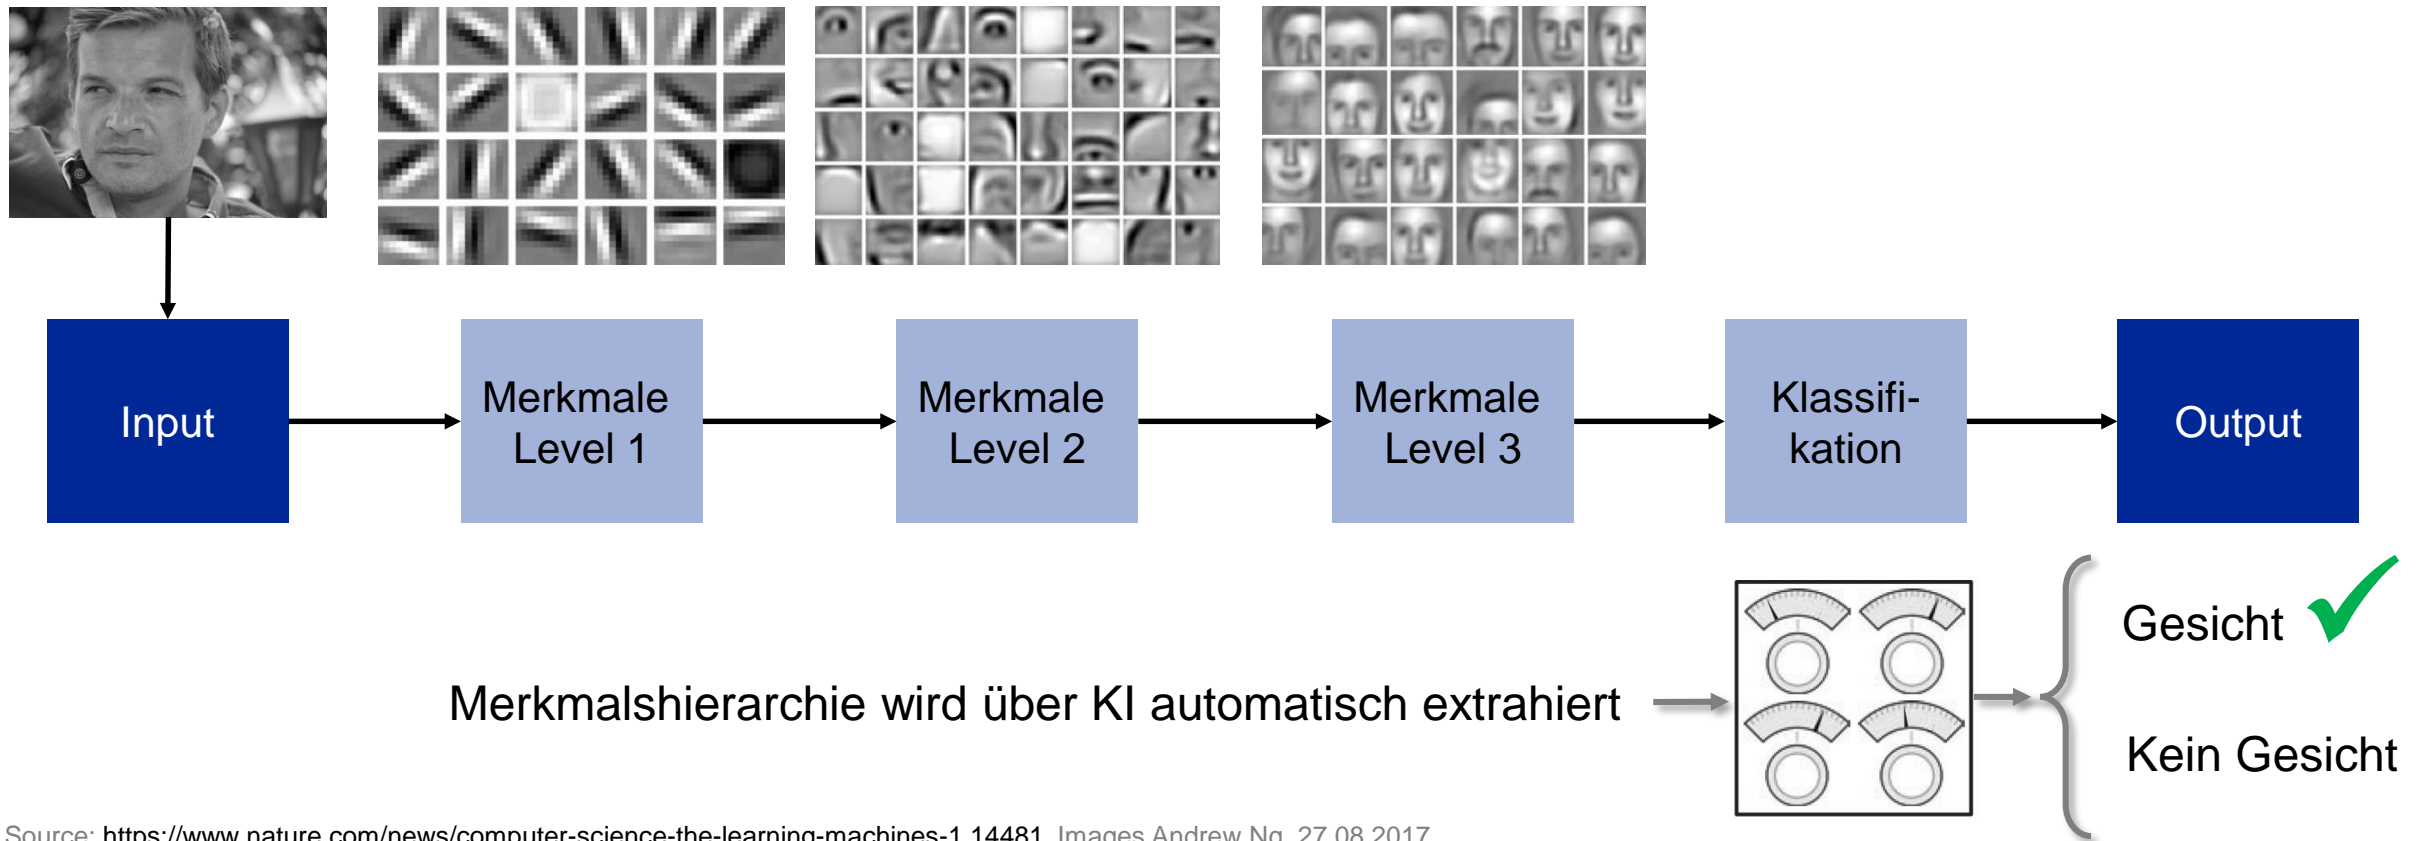 Input
Merkmale
Level 1
Merkmale
Level 2
Merkmale
Level 3
Klassifi-
kation
Output
Merkmalshierarchie wird über KI automatisch extrahiert
Gesicht
Kein Gesicht
Source: https://www.nature.com/news/computer-science-the-learning-machines-1.14481, Images Andrew Ng, 27.08.2017